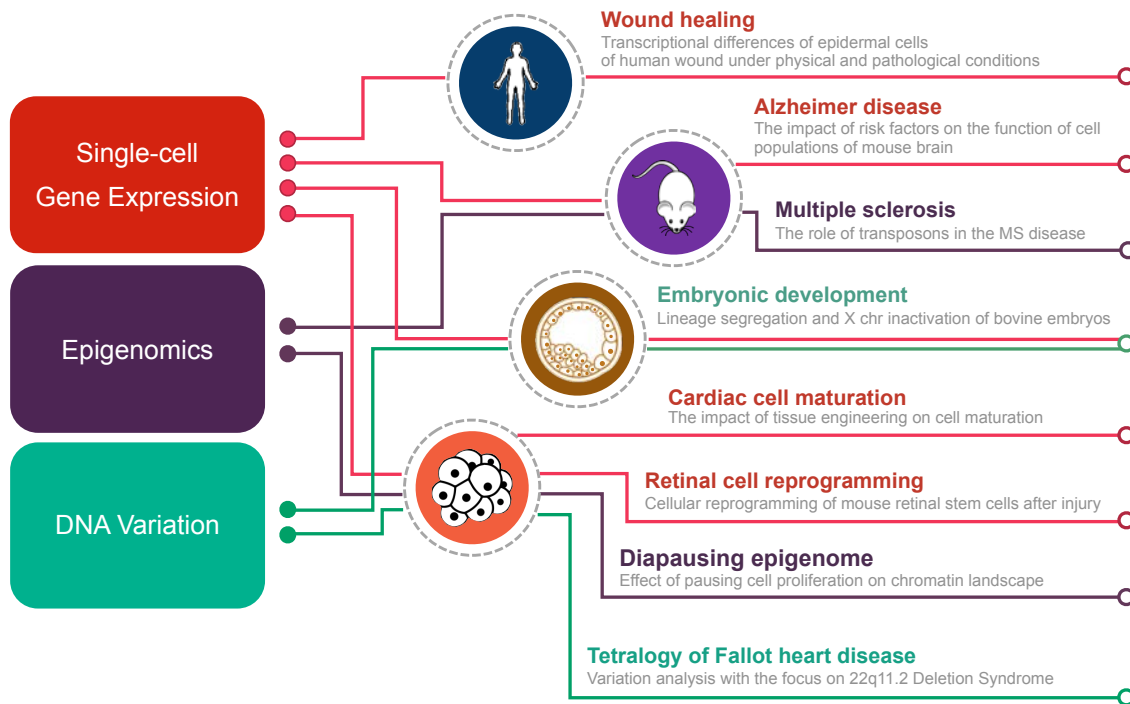 Single-cell
Gene Expression
Epigenomics
DNA Variation
Wound healing
Transcriptional differences of epidermal cells
of human wound under physical and pathological conditions
Alzheimer disease
The impact of risk factors on the function of cell
populations of mouse brain
Multiple sclerosis
The role of transposons in the MS disease
Embryonic development
Lineage segregation and X chr inactivation of bovine embryos
Cardiac cell maturation
The impact of tissue engineering on cell maturation
Retinal cell reprogramming
Cellular reprogramming of mouse retinal stem cells after injury
Diapausing epigenome
Effect of pausing cell proliferation on chromatin landscape
Tetralogy of Fallot heart disease
Variation analysis with the focus on 22q11.2 Deletion Syndrome